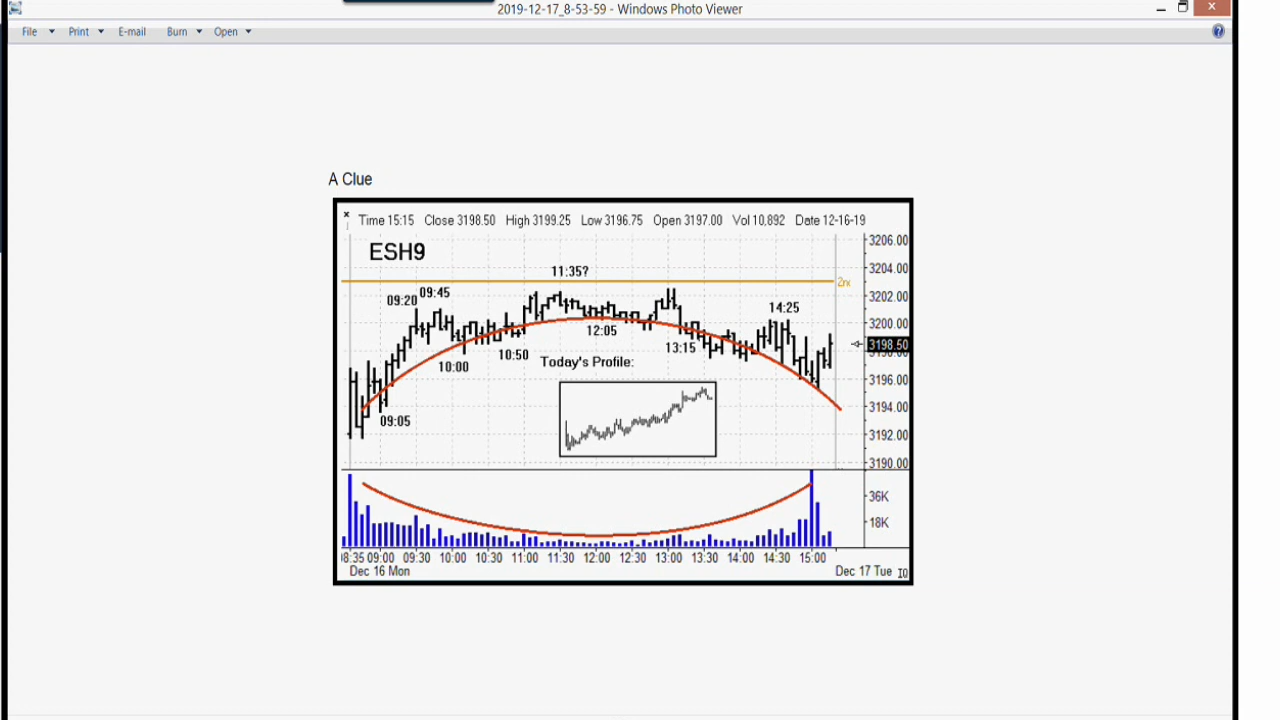 2019-12-17_8-53-59 - Windows Photo Viewer
File Print E-mail Burn Open
A Clue
Time 15:15 Close 3198.50 High 3199.25 Low 3196.75 Open 3197.00 Vol 10,892 Date 12-16-19
ESH9
3206.00
3204.00
11:35?
2rx
09:20 09:45
3202.00
14:25
3200.00
12:05
3198.50
10:50 13:15
10:00
Today's Profile:
3196.00
3194.00
09:05
3192.00
3190.00
36K
18K
08:35 09:00 09:30 10:00 10:30 11:00 11:30 12:00 12:30 13:00 13:30 14:00 14:30 15:00
Dec 16 Mon Dec 17 Tue